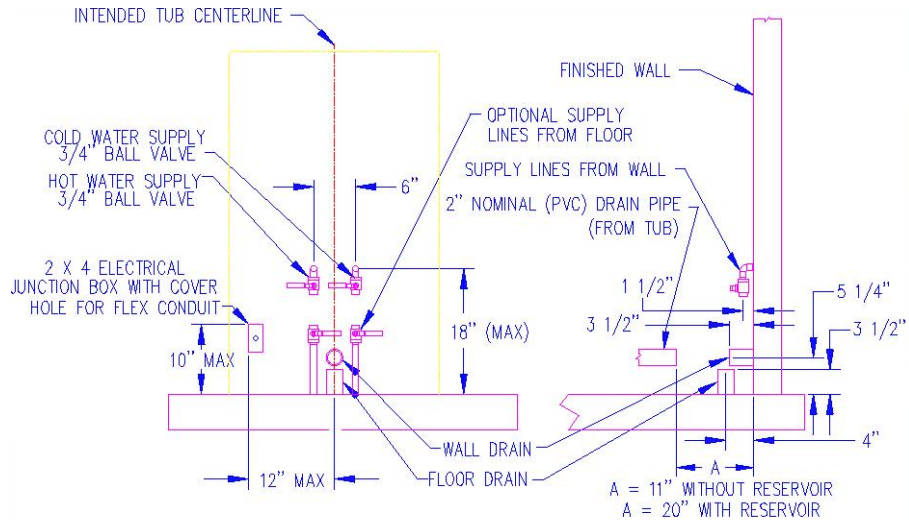 INTENDED TUB CENTERLINE
FINISHED WALL
OPTIONAL SUPPLY
LINES FROM FLOOR
COLD WATER SUPPLY
3/4" BALL VALVE
HOT WATER SUPPLY
3/4" BALL VALVE
6"
SUPPLY LINES FROM WALL
2" NOMINAL (PVC) DRAIN PIPE
(FROM TUB)
2 X 4 ELECTRICAL
JUNCTION BOX WITH COVER
HOLE FOR FLEX CONDUIT
1 1/2"
3 1/2"
5 1/4"
3 1/2"
18" (MAX)
10" MAX
WALL DRAIN
4"
12" MAX
FLOOR DRAIN
A
A = 11" WITHOUT RESERVOIR
A = 20" WITH RESERVOIR